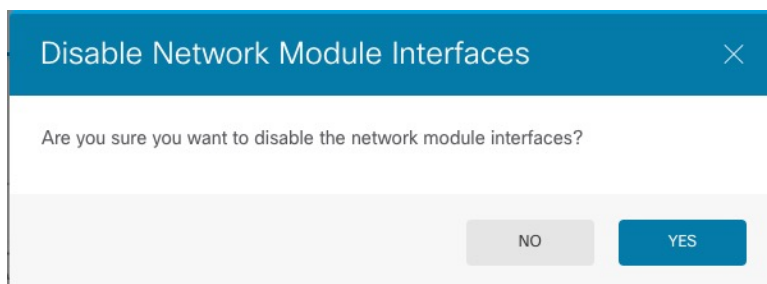 Disable Network Module Interfaces
Are you sure you want to disable the network module interfaces?
NO YES